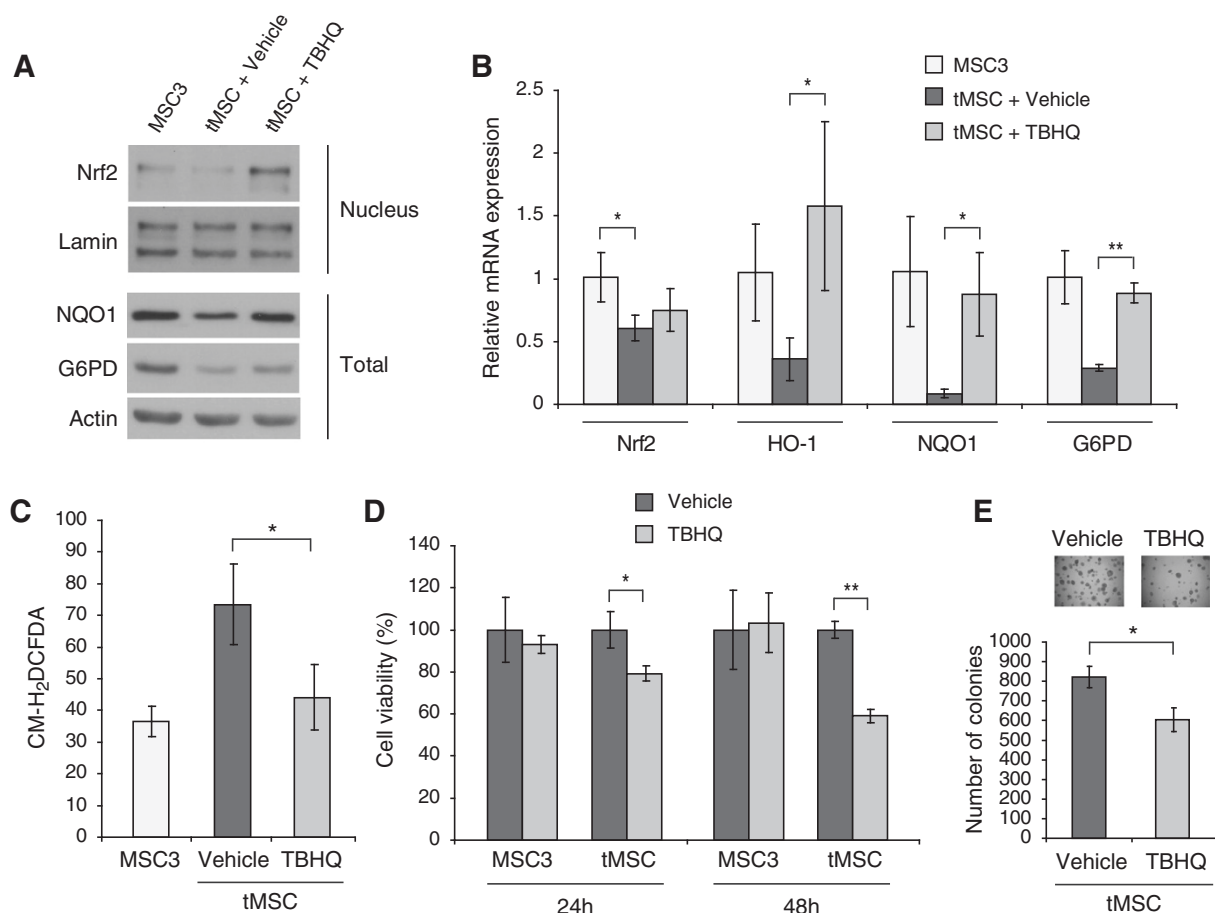 A
MSC3
tMSC + Vehicle
tMSC + TBHQ
Nrf2
Lamin
Nucleus
NQO1
G6PD
Actin
Total
B
MSC3
tMSC + Vehicle
tMSC + TBHQ
Relative mRNA expression
2.5
2
1.5
1
0.5
0
*
*
*
**
Nrf2
HO-1
NQO1
G6PD
C
CM-H₂DCFDA
100
90
80
70
60
50
40
30
20
10
0
*
MSC3
Vehicle
TBHQ
tMSC
D
Vehicle
TBHQ
Cell viability (%)
140
120
100
80
60
40
20
0
*
**
MSC3
tMSC
MSC3
tMSC
24h
48h
E
Vehicle
TBHQ
Number of colonies
1000
900
800
700
600
500
400
300
200
100
0
*
Vehicle
TBHQ
tMSC